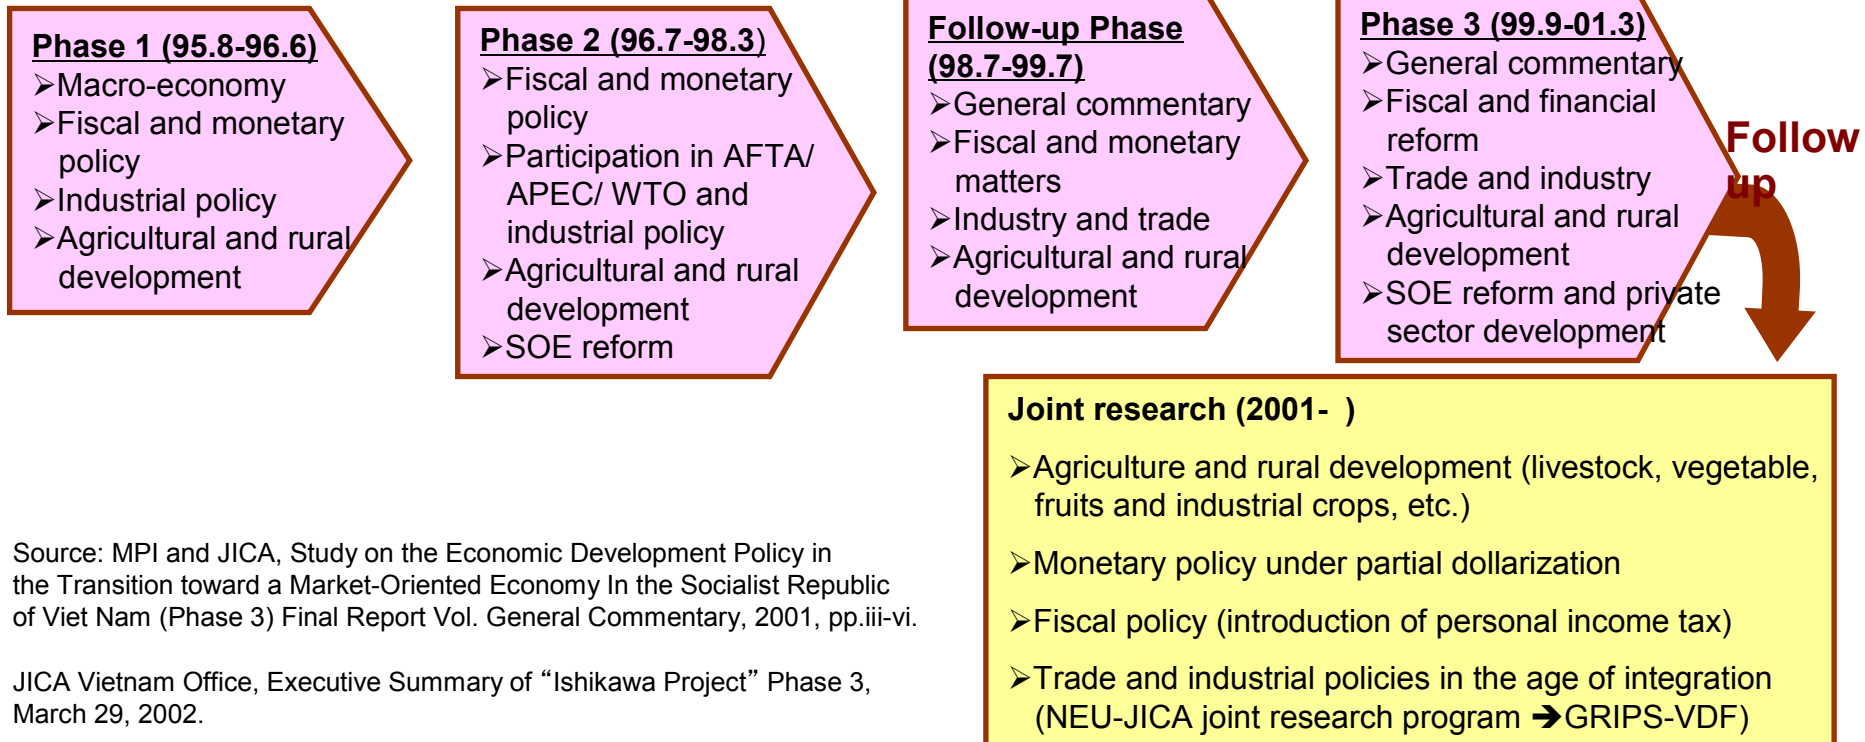 Phase 1 (95.8-96.6)
➢Macro-economy
➢Fiscal and monetary
policy
➢Industrial policy
➢Agricultural and rural
development
Phase 2 (96.7-98.3)
➢Fiscal and monetary
policy
➢Participation in AFTA/
APEC/ WTO and
industrial policy
➢Agricultural and rural
development
➢SOE reform
Follow-up Phase
(98.7-99.7)
➢General commentary
➢Fiscal and monetary
matters
➢Industry and trade
➢Agricultural and rural
development
Phase 3 (99.9-01.3)
➢General commentary
➢Fiscal and financial
reform
➢Trade and industry
➢Agricultural and rural
development
➢SOE reform and private
sector development
Follow
up
Joint research (2001-  )
➢Agriculture and rural development (livestock, vegetable,
fruits and industrial crops, etc.)
➢Monetary policy under partial dollarization
➢Fiscal policy (introduction of personal income tax)
➢Trade and industrial policies in the age of integration
(NEU-JICA joint research program ➔GRIPS-VDF)
Source: MPI and JICA, Study on the Economic Development Policy in
the Transition toward a Market-Oriented Economy In the Socialist Republic
of Viet Nam (Phase 3) Final Report Vol. General Commentary, 2001, pp.iii-vi.
JICA Vietnam Office, Executive Summary of “Ishikawa Project” Phase 3,
March 29, 2002.